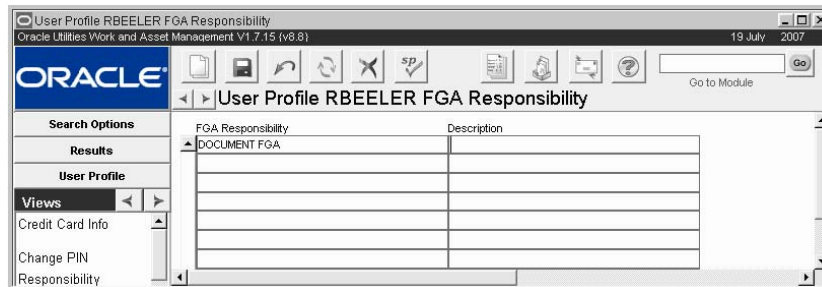 User Profile RBEELER FGA Responsibility
Oracle Utilities Work and Asset Management V1.7.15 (v8.8) 19 July 2007
ORACLE®
sp
Go
Go to Module
User Profile RBEELER FGA Responsibility
Search Options
Results
User Profile
Views
Credit Card Info
Change PIN
Responsibility
FGA Responsibility Description
DOCUMENT FGA